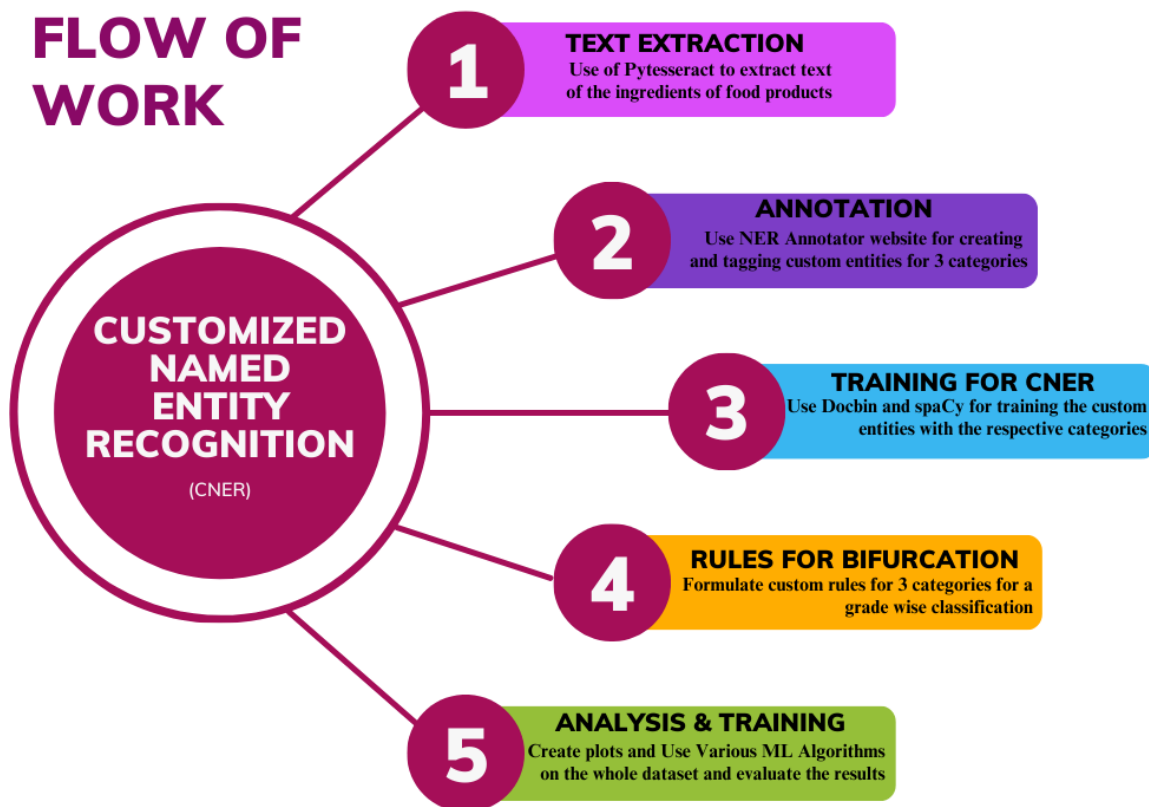 FLOW OF
WORK
1
TEXT EXTRACTION
Use of Pytesseract to extract text
of the ingredients of food products
2
ANNOTATION
Use NER Annotator website for creating
and tagging custom entities for 3 categories
CUSTOMIZED
NAMED
ENTITY
RECOGNITION
(CNER)
3
TRAINING FOR CNER
Use Docbin and spaCy for training the custom
entities with the respective categories
4
RULES FOR BIFURCATION
Formulate custom rules for 3 categories for a
grade wise classification
5
ANALYSIS & TRAINING
Create plots and Use Various ML Algorithms
on the whole dataset and evaluate the results